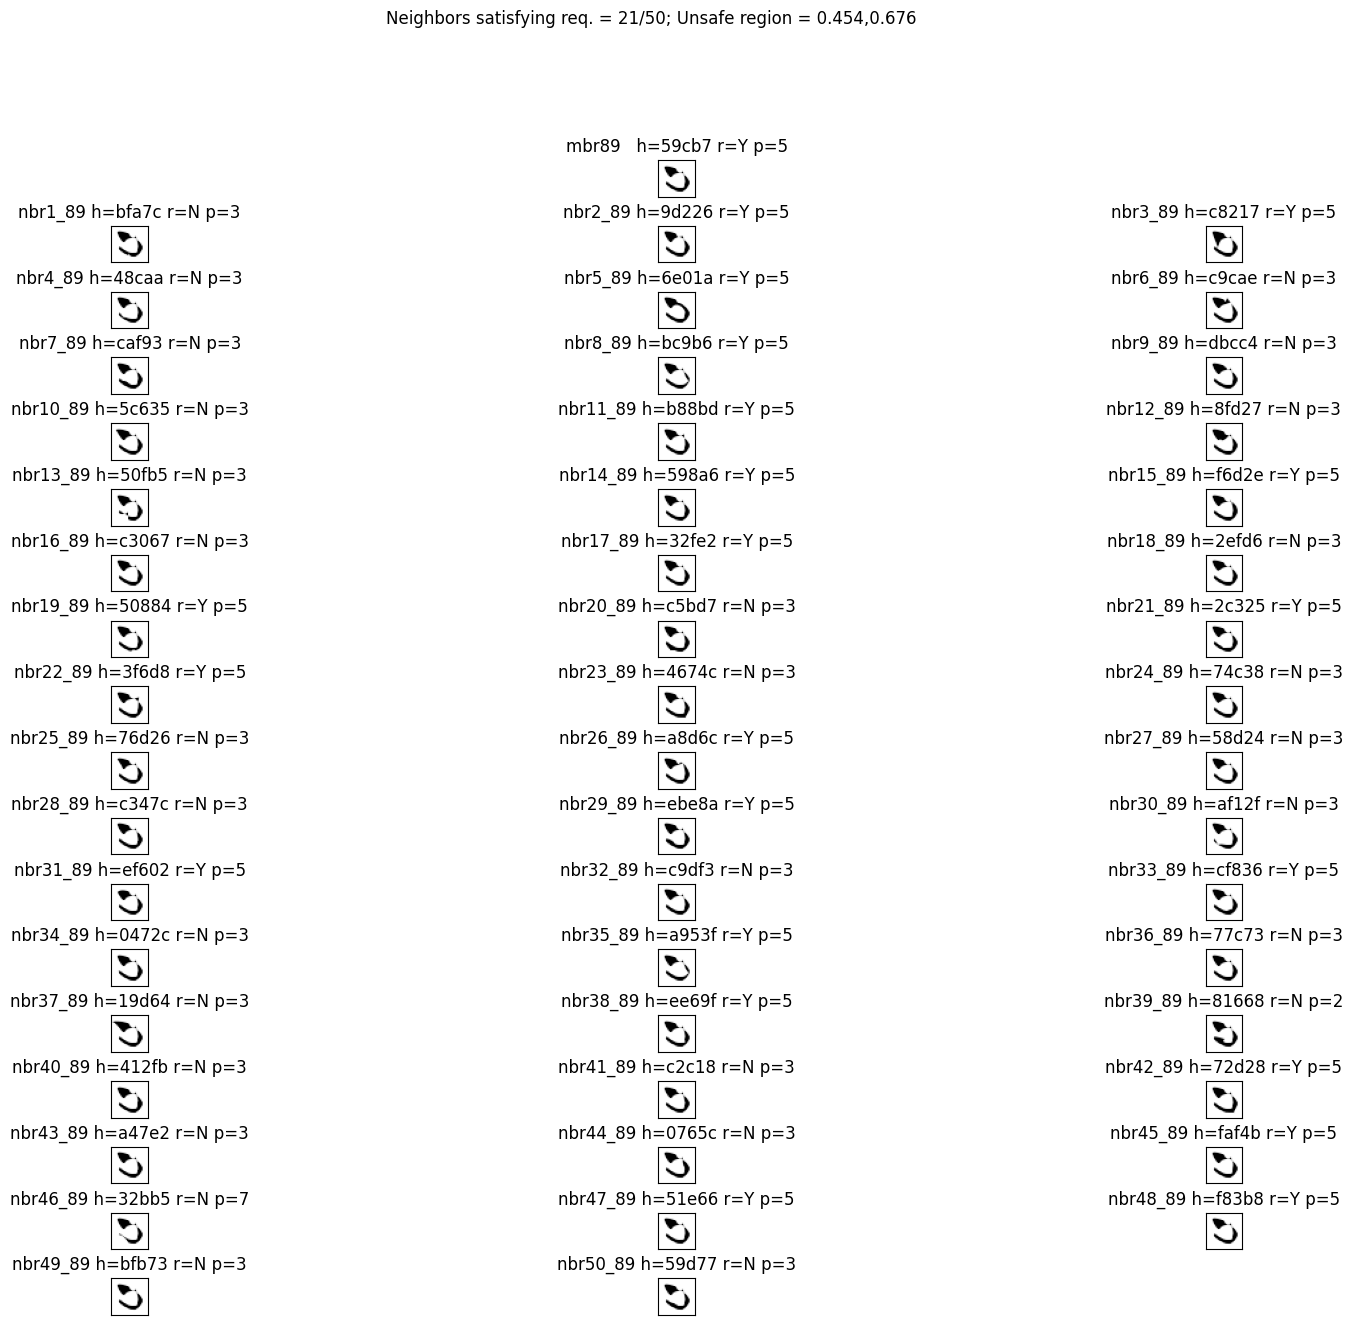 Neighbors satisfying req. = 21/50; Unsafe region = 0.454,0.676
mbr89   h=59cb7 r=Y p=5
nbr1_89 h=bfa7c r=N p=3
nbr2_89 h=9d226 r=Y p=5
nbr3_89 h=c8217 r=Y p=5
nbr4_89 h=48caa r=N p=3
nbr5_89 h=6e01a r=Y p=5
nbr6_89 h=c9cae r=N p=3
nbr7_89 h=caf93 r=N p=3
nbr8_89 h=bc9b6 r=Y p=5
nbr9_89 h=dbcc4 r=N p=3
nbr10_89 h=5c635 r=N p=3
nbr11_89 h=b88bd r=Y p=5
nbr12_89 h=8fd27 r=N p=3
nbr13_89 h=50fb5 r=N p=3
nbr14_89 h=598a6 r=Y p=5
nbr15_89 h=f6d2e r=Y p=5
nbr16_89 h=c3067 r=N p=3
nbr17_89 h=32fe2 r=Y p=5
nbr18_89 h=2efd6 r=N p=3
nbr19_89 h=50884 r=Y p=5
nbr20_89 h=c5bd7 r=N p=3
nbr21_89 h=2c325 r=Y p=5
nbr22_89 h=3f6d8 r=Y p=5
nbr23_89 h=4674c r=N p=3
nbr24_89 h=74c38 r=N p=3
nbr25_89 h=76d26 r=N p=3
nbr26_89 h=a8d6c r=Y p=5
nbr27_89 h=58d24 r=N p=3
nbr28_89 h=c347c r=N p=3
nbr29_89 h=ebe8a r=Y p=5
nbr30_89 h=af12f r=N p=3
nbr31_89 h=ef602 r=Y p=5
nbr32_89 h=c9df3 r=N p=3
nbr33_89 h=cf836 r=Y p=5
nbr34_89 h=0472c r=N p=3
nbr35_89 h=a953f r=Y p=5
nbr36_89 h=77c73 r=N p=3
nbr37_89 h=19d64 r=N p=3
nbr38_89 h=ee69f r=Y p=5
nbr39_89 h=81668 r=N p=2
nbr40_89 h=412fb r=N p=3
nbr41_89 h=c2c18 r=N p=3
nbr42_89 h=72d28 r=Y p=5
nbr43_89 h=a47e2 r=N p=3
nbr44_89 h=0765c r=N p=3
nbr45_89 h=faf4b r=Y p=5
nbr46_89 h=32bb5 r=N p=7
nbr47_89 h=51e66 r=Y p=5
nbr48_89 h=f83b8 r=Y p=5
nbr49_89 h=bfb73 r=N p=3
nbr50_89 h=59d77 r=N p=3